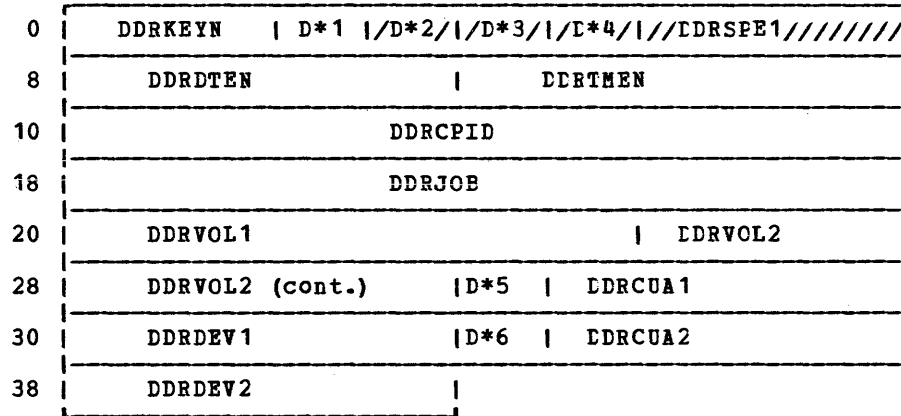 0 | DDRKEYN | D*1 |/D*2/|/D*3/|/D*4/|//DDRSPE1////////
8 | DDRDTEN | DDRTMEN
10 | DDRCPID
18 | DDRJOB
20 | DDRVOL1 | DDRVOL2
28 | DDRVOL2 (cont.) |D*5 | DDRCUA1
30 | DDRDEV1 |D*6 | DDRCUA2
38 | DDRDEV2 |